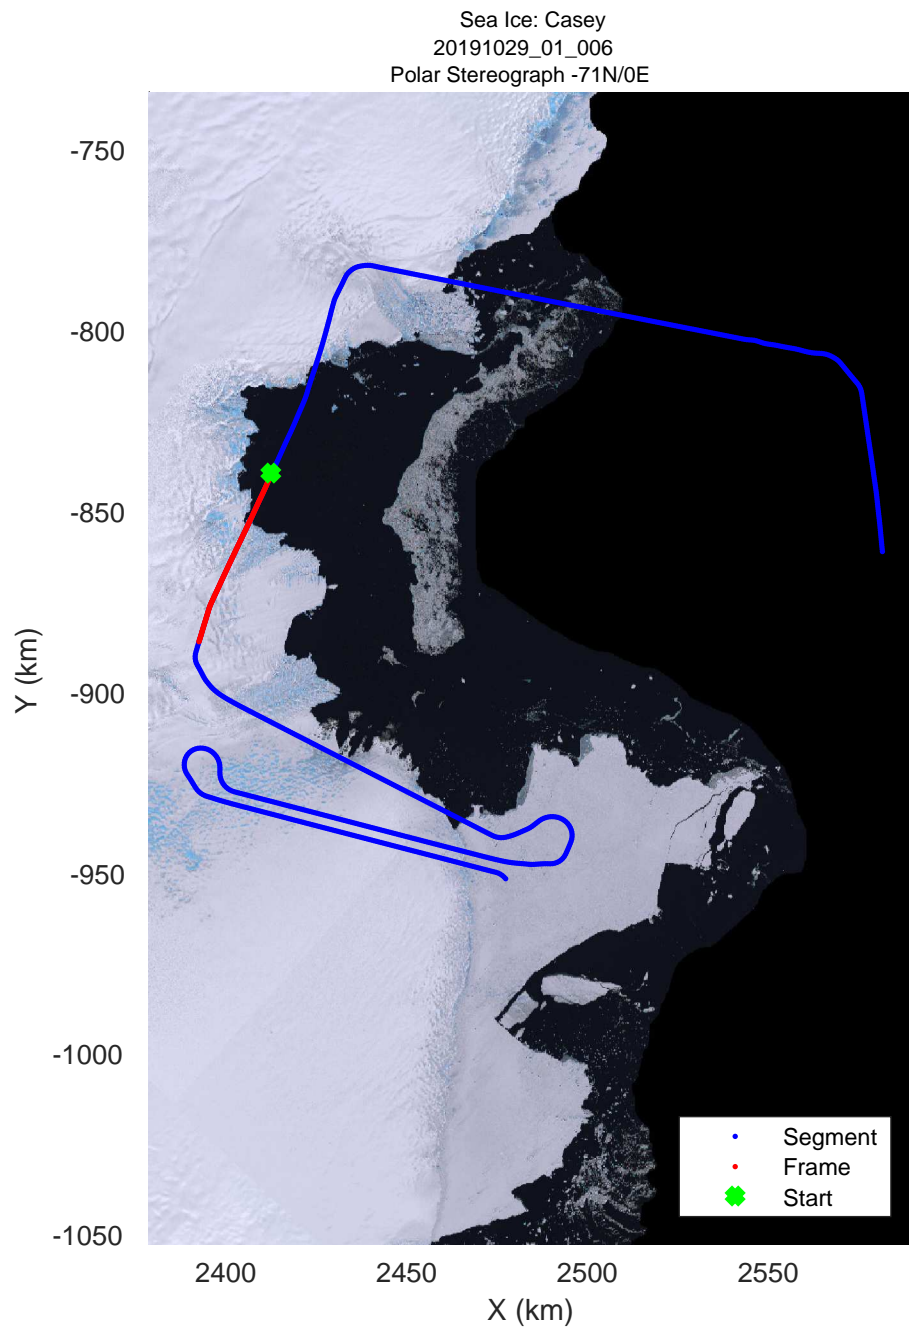 Sea Ice: Casey
20191029_01_006
Polar Stereograph -71N/0E
-750
-800
-850
-900
-950
-1000
-1050
Y (km)
2400
2450
2500
2550
X (km)
Segment
Frame
Start